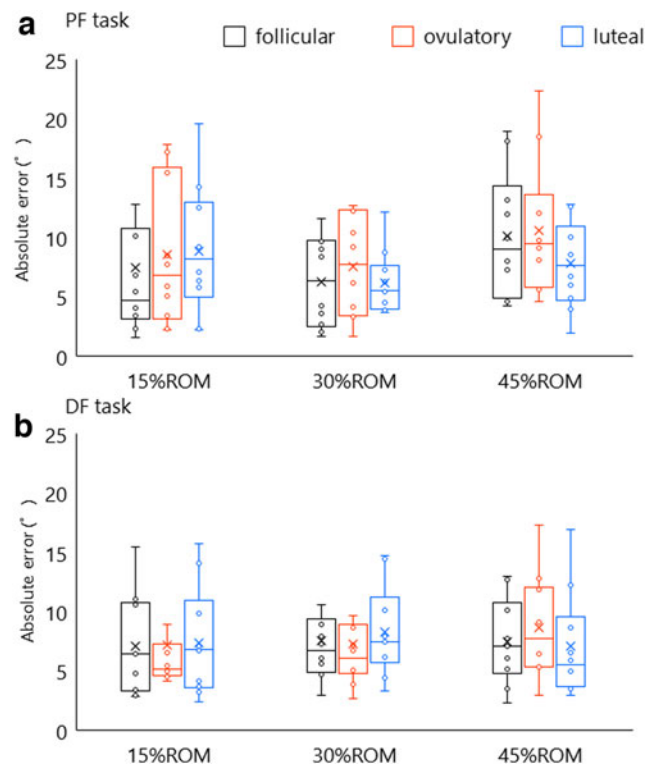 a PF task
follicular ovulatory luteal
25
20
15
10
5
0
Absolute error(°)
15%ROM 30%ROM 45%ROM
b DF task
25
20
15
10
5
0
Absolute error(°)
15%ROM 30%ROM 45%ROM